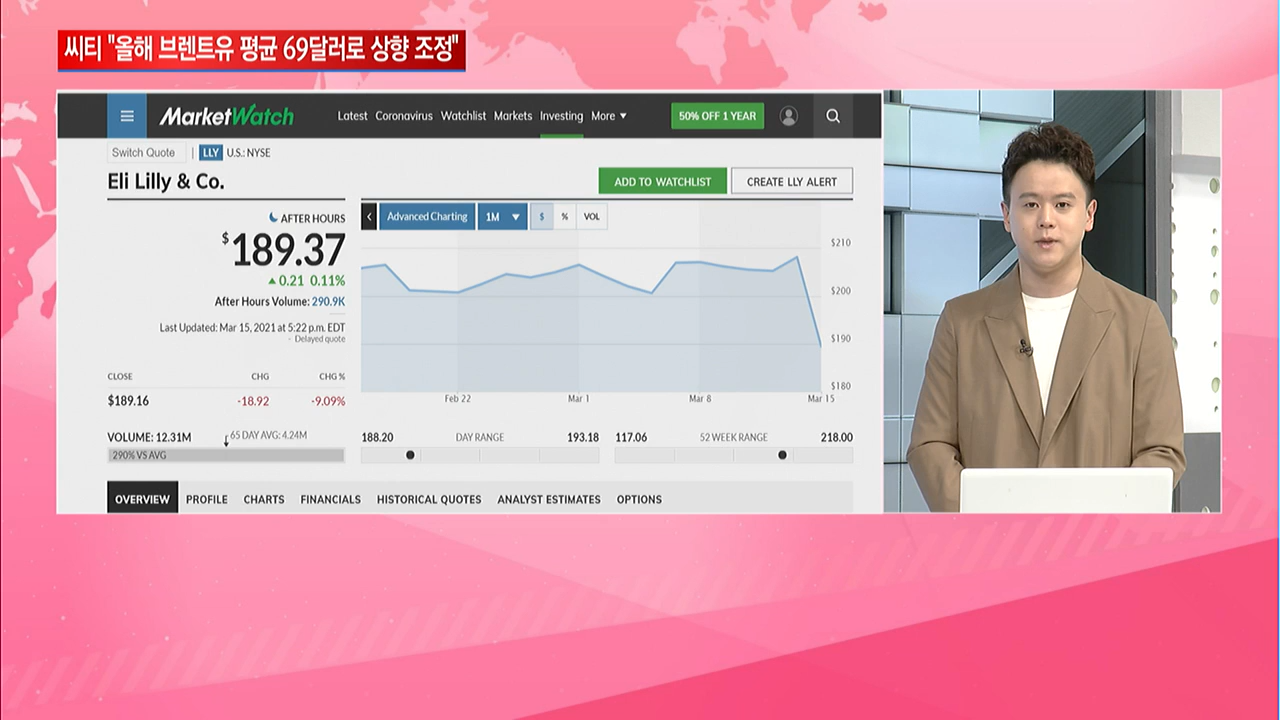 씨티 "올해 브렌트유 평균 69달러로 상향 조정"
MarketWatch Latest Coronavirus Watchlist Markets Investing More 50% OFF 1 YEAR
Switch Quote | LLY U.S.: NYSE
Eli Lilly & Co.
ADD TO WATCHLIST CREATE LLY ALERT
AFTER HOURS
$189.37
0.21 0.11%
After Hours Volume: 290.9K
Last Updated: Mar 15, 2021 at 5:22 p.m. EDT
- Delayed quote
CLOSE CHG CHG %
$189.16 -18.92 -9.09%
VOLUME: 12.31M 65 DAY AVG: 4.24M
290% VS AVG
Advanced Charting 1M $ % VOL
$210
$200
$190
$180
Feb 22 Mar 1 Mar 8 Mar 15
188.20 DAY RANGE 193.18 117.06 52 WEEK RANGE 218.00
OVERVIEW PROFILE CHARTS FINANCIALS HISTORICAL QUOTES ANALYST ESTIMATES OPTIONS